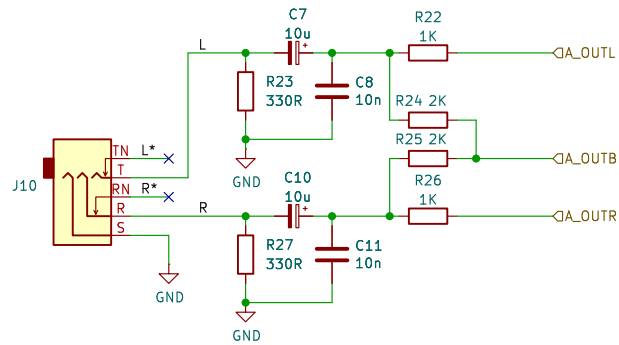 C7
10u
+
R22
1K
L
A_OUTL
R23
330R
C8
10n
R24 2K
R25 2K
GND
TN L*
T
A_OUTB
J10
RN R*
R R
S
C10
10u
+
R26
1K
A_OUTR
R27
330R
C11
10n
GND
GND